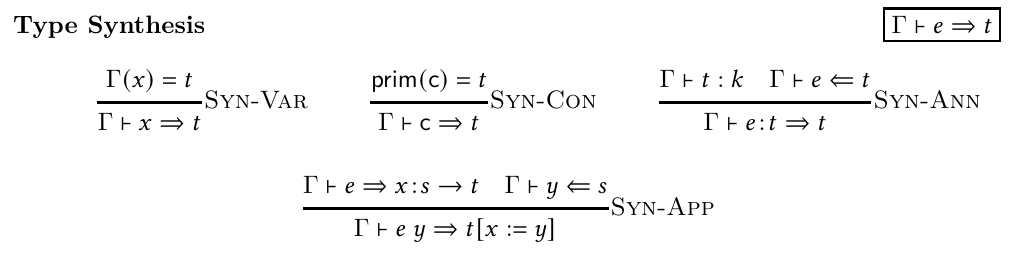 Type Synthesis Γ ⊢ e ⇒ t
Γ(x) = t prim(c) = t Γ ⊢ t : k Γ ⊢ e ⇐ t
Syn-Var Syn-Con Syn-Ann
Γ ⊢ x ⇒ t Γ ⊢ c ⇒ t Γ ⊢ e:t ⇒ t
Γ ⊢ e ⇒ x:s → t Γ ⊢ y ⇐ s
Syn-App
Γ ⊢ e y ⇒ t[x := y]